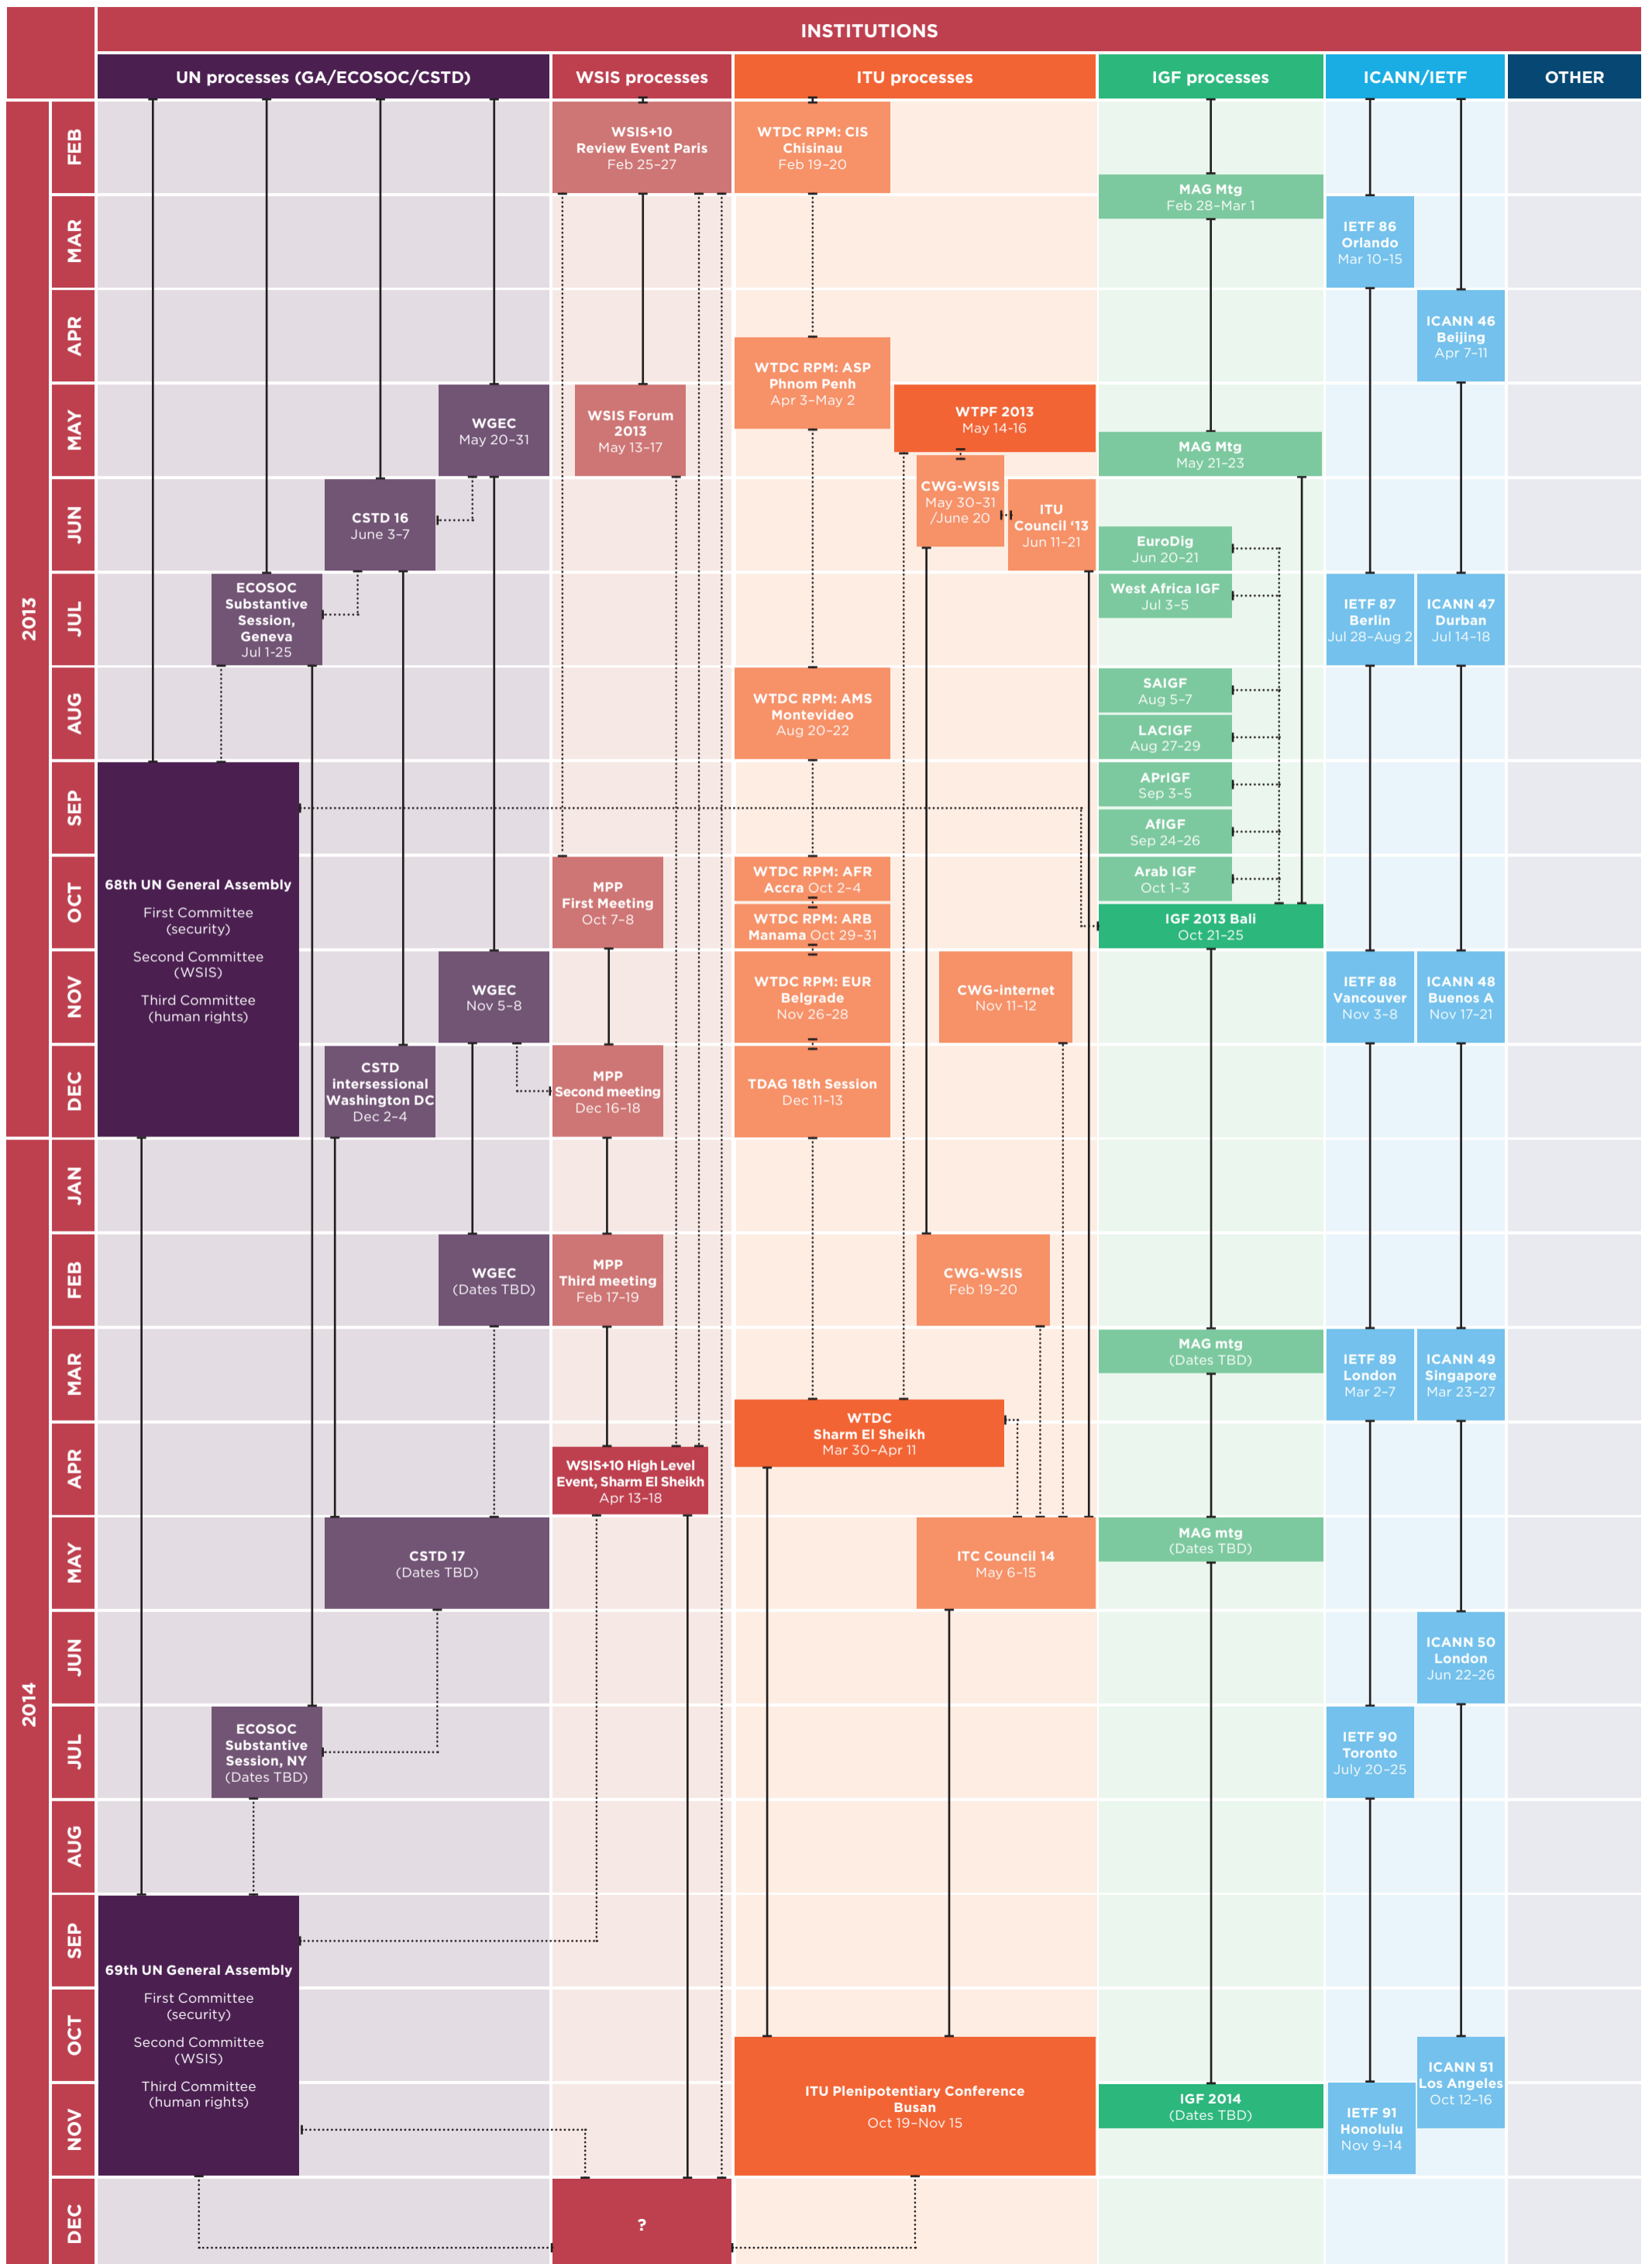 INSTITUTIONS
UN processes (GA/ECOSOC/CSTD)
WSIS processes
ITU processes
IGF processes
ICANN/IETF
OTHER
2013
FEB
WSIS+10
Review Event Paris
Feb 25–27
WTDC RPM: CIS
Chisinau
Feb 19–20
MAG Mtg
Feb 28–Mar 1
MAR
IETF 86
Orlando
Mar 10–15
APR
ICANN 46
Beijing
Apr 7–11
WTDC RPM: ASP
Phnom Penh
Apr 3–May 2
MAY
WGEC
May 20–31
WSIS Forum
2013
May 13–17
WTPF 2013
May 14-16
MAG Mtg
May 21–23
JUN
CSTD 16
June 3–7
CWG-WSIS
May 30–31
/June 20
ITU
Council ‘13
Jun 11–21
EuroDig
Jun 20–21
JUL
ECOSOC
Substantive
Session,
Geneva
Jul 1-25
West Africa IGF
Jul 3–5
IETF 87
Berlin
Jul 28–Aug 2
ICANN 47
Durban
Jul 14–18
AUG
WTDC RPM: AMS
Montevideo
Aug 20–22
SAIGF
Aug 5–7
LACIGF
Aug 27–29
SEP
APrIGF
Sep 3–5
AfIGF
Sep 24–26
68th UN General Assembly
First Committee
(security)
Second Committee
(WSIS)
Third Committee
(human rights)
OCT
MPP
First Meeting
Oct 7–8
WTDC RPM: AFR
Accra Oct 2–4
WTDC RPM: ARB
Manama Oct 29–31
Arab IGF
Oct 1–3
IGF 2013 Bali
Oct 21–25
NOV
WGEC
Nov 5–8
WTDC RPM: EUR
Belgrade
Nov 26–28
CWG-internet
Nov 11–12
IETF 88
Vancouver
Nov 3–8
ICANN 48
Buenos A
Nov 17–21
DEC
CSTD
intersessional
Washington DC
Dec 2–4
MPP
Second meeting
Dec 16–18
TDAG 18th Session
Dec 11–13
2014
JAN
FEB
WGEC
(Dates TBD)
MPP
Third meeting
Feb 17–19
CWG-WSIS
Feb 19–20
MAR
MAG mtg
(Dates TBD)
IETF 89
London
Mar 2–7
ICANN 49
Singapore
Mar 23–27
WTDC
Sharm El Sheikh
Mar 30–Apr 11
APR
WSIS+10 High Level
Event, Sharm El Sheikh
Apr 13–18
MAY
CSTD 17
(Dates TBD)
ITC Council 14
May 6–15
MAG mtg
(Dates TBD)
JUN
ICANN 50
London
Jun 22–26
JUL
ECOSOC
Substantive
Session, NY
(Dates TBD)
IETF 90
Toronto
July 20–25
AUG
SEP
69th UN General Assembly
First Committee
(security)
Second Committee
(WSIS)
Third Committee
(human rights)
OCT
ITU Plenipotentiary Conference
Busan
Oct 19–Nov 15
ICANN 51
Los Angeles
Oct 12–16
NOV
IGF 2014
(Dates TBD)
IETF 91
Honolulu
Nov 9–14
DEC
?